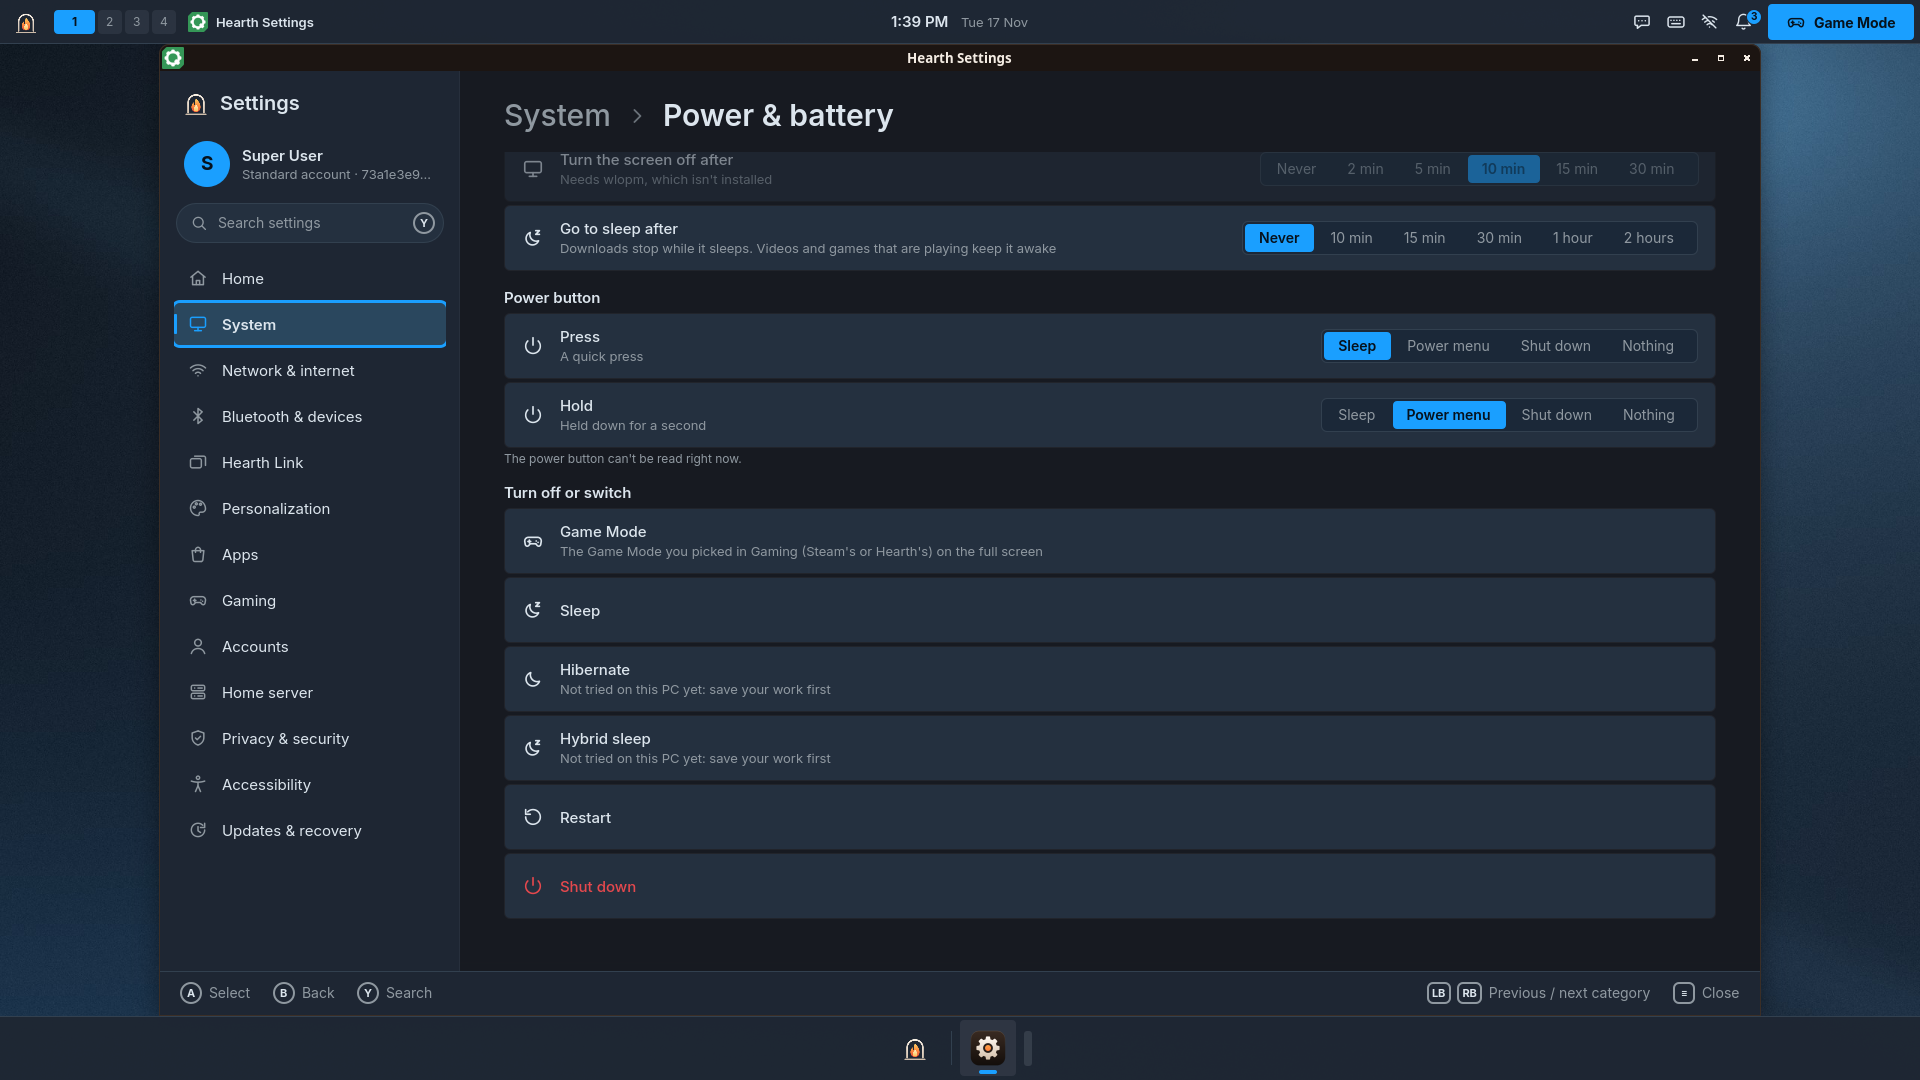 1 2 3 4 Hearth Settings 1:39 PM Tue 17 Nov 3 Game Mode
Hearth Settings
Settings
S Super User
Standard account · 73a1e3e9...
Search settings Y
Home
System
Network & internet
Bluetooth & devices
Hearth Link
Personalization
Apps
Gaming
Accounts
Home server
Privacy & security
Accessibility
Updates & recovery
System > Power & battery
Turn the screen off after
Needs wlopm, which isn't installed
Never 2 min 5 min 10 min 15 min 30 min
Go to sleep after
Downloads stop while it sleeps. Videos and games that are playing keep it awake
Never 10 min 15 min 30 min 1 hour 2 hours
Power button
Press
A quick press
Sleep Power menu Shut down Nothing
Hold
Held down for a second
Sleep Power menu Shut down Nothing
The power button can't be read right now.
Turn off or switch
Game Mode
The Game Mode you picked in Gaming (Steam's or Hearth's) on the full screen
Sleep
Hibernate
Not tried on this PC yet: save your work first
Hybrid sleep
Not tried on this PC yet: save your work first
Restart
Shut down
A Select B Back Y Search LB RB Previous / next category Close